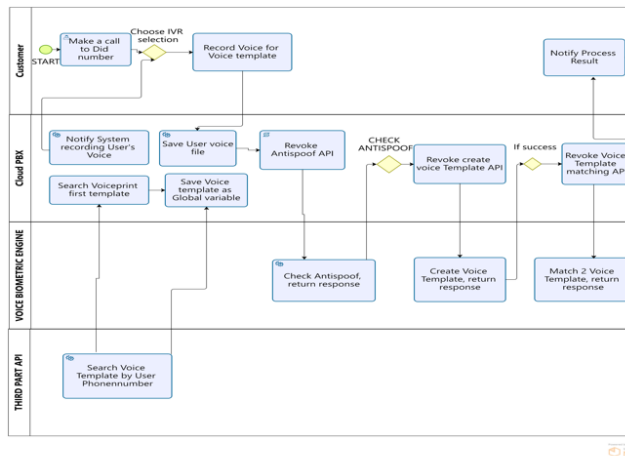 Customer
START
Make a call
to Did
number
Choose IVR
selection
Record Voice for
Voice template
Notify Process
Result
Cloud PBX
Notify System
recording User's
Voice
Save User voice
file
Revoke
Antispoof API
CHECK
ANTISPOOF
Revoke create
voice Template API
If success
Revoke Voice
Template
matching AP
Search Voiceprint
first template
Save Voice
template as
Global variable
VOICE BIOMETRIC ENGINE
Check Antispoof,
return response
Create Voice
Template, return
response
Match 2 Voice
Template, return
response
THIRD PART API
Search Voice
Template by User
Phonennumber